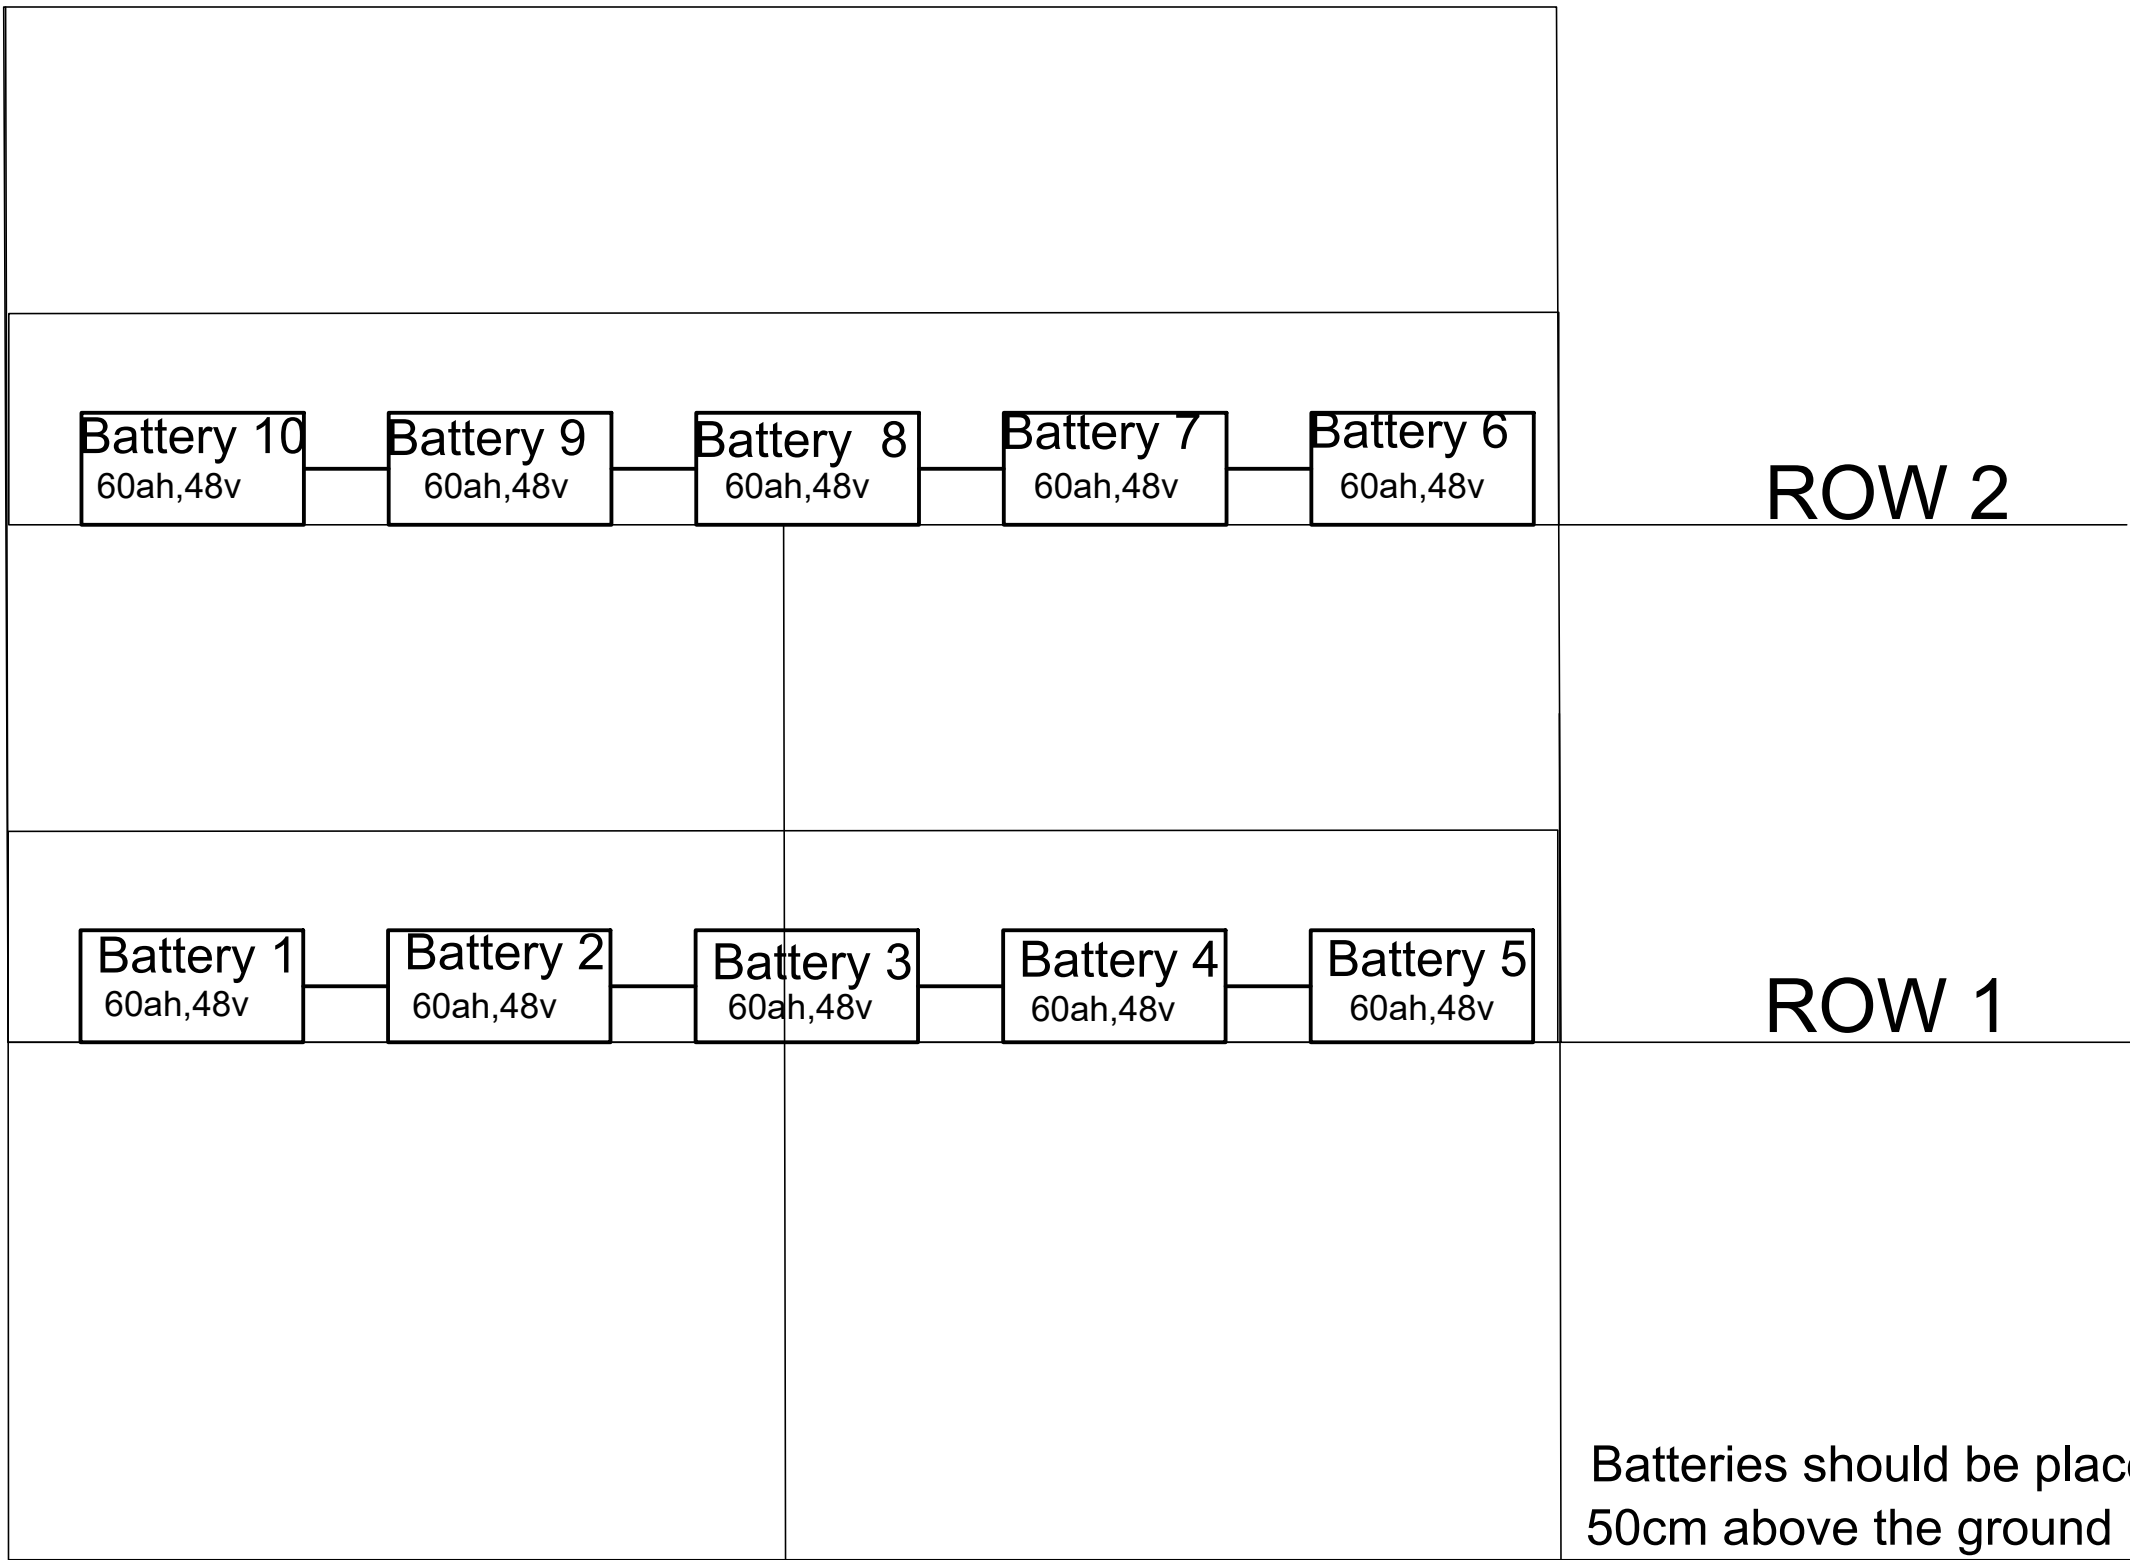 Battery 10
60ah,48v
Battery 9
60ah,48v
Battery 8
60ah,48v
Battery 7
60ah,48v
Battery 6
60ah,48v
ROW 2
Battery 1
60ah,48v
Battery 2
60ah,48v
Battery 3
60ah,48v
Battery 4
60ah,48v
Battery 5
60ah,48v
ROW 1
Batteries should be
50cm above the ground